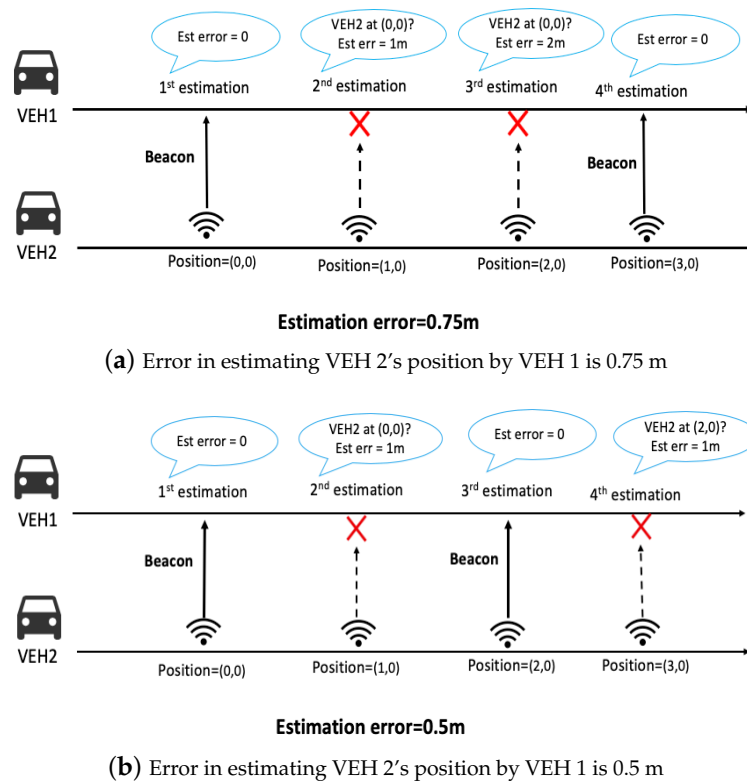 Est error = 0
VEH2 at (0,0)?
Est err = 1m
VEH2 at (0,0)?
Est err = 2m
Est error = 0
1st estimation
2nd estimation
3rd estimation
4th estimation
VEH1
Beacon
Beacon
VEH2
Position=(0,0)
Position=(1,0)
Position=(2,0)
Position=(3,0)
Estimation error=0.75m
(a) Error in estimating VEH 2's position by VEH 1 is 0.75 m
Est error = 0
VEH2 at (0,0)?
Est err = 1m
Est error = 0
VEH2 at (2,0)?
Est err = 1m
1st estimation
2nd estimation
3rd estimation
4th estimation
VEH1
Beacon
Beacon
VEH2
Position=(0,0)
Position=(1,0)
Position=(2,0)
Position=(3,0)
Estimation error=0.5m
(b) Error in estimating VEH 2's position by VEH 1 is 0.5 m